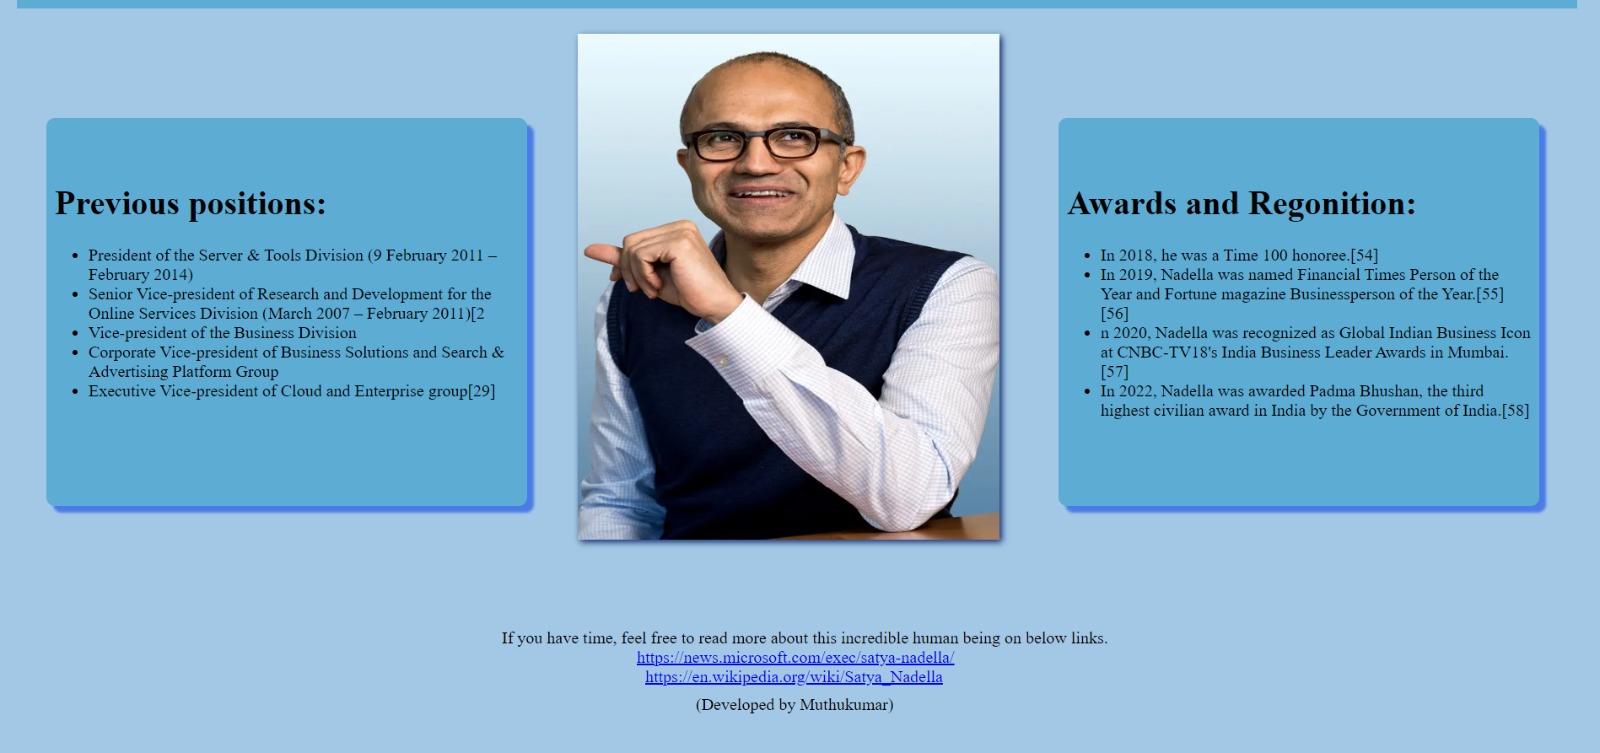 Previous positions:
President of the Server & Tools Division (9 February 2011 –
February 2014)
Senior Vice-president of Research and Development for the
Online Services Division (March 2007 – February 2011)[2
Vice-president of the Business Division
Corporate Vice-president of Business Solutions and Search &
Advertising Platform Group
Executive Vice-president of Cloud and Enterprise group[29]
Awards and Regonition:
In 2018, he was a Time 100 honoree.[54]
In 2019, Nadella was named Financial Times Person of the
Year and Fortune magazine Businessperson of the Year.[55]
[56]
n 2020, Nadella was recognized as Global Indian Business Icon
at CNBC-TV18's India Business Leader Awards in Mumbai.
[57]
In 2022, Nadella was awarded Padma Bhushan, the third
highest civilian award in India by the Government of India.[58]
If you have time, feel free to read more about this incredible human being on below links.
https://news.microsoft.com/exec/satya-nadella/
https://en.wikipedia.org/wiki/Satya_Nadella
(Developed by Muthukumar)